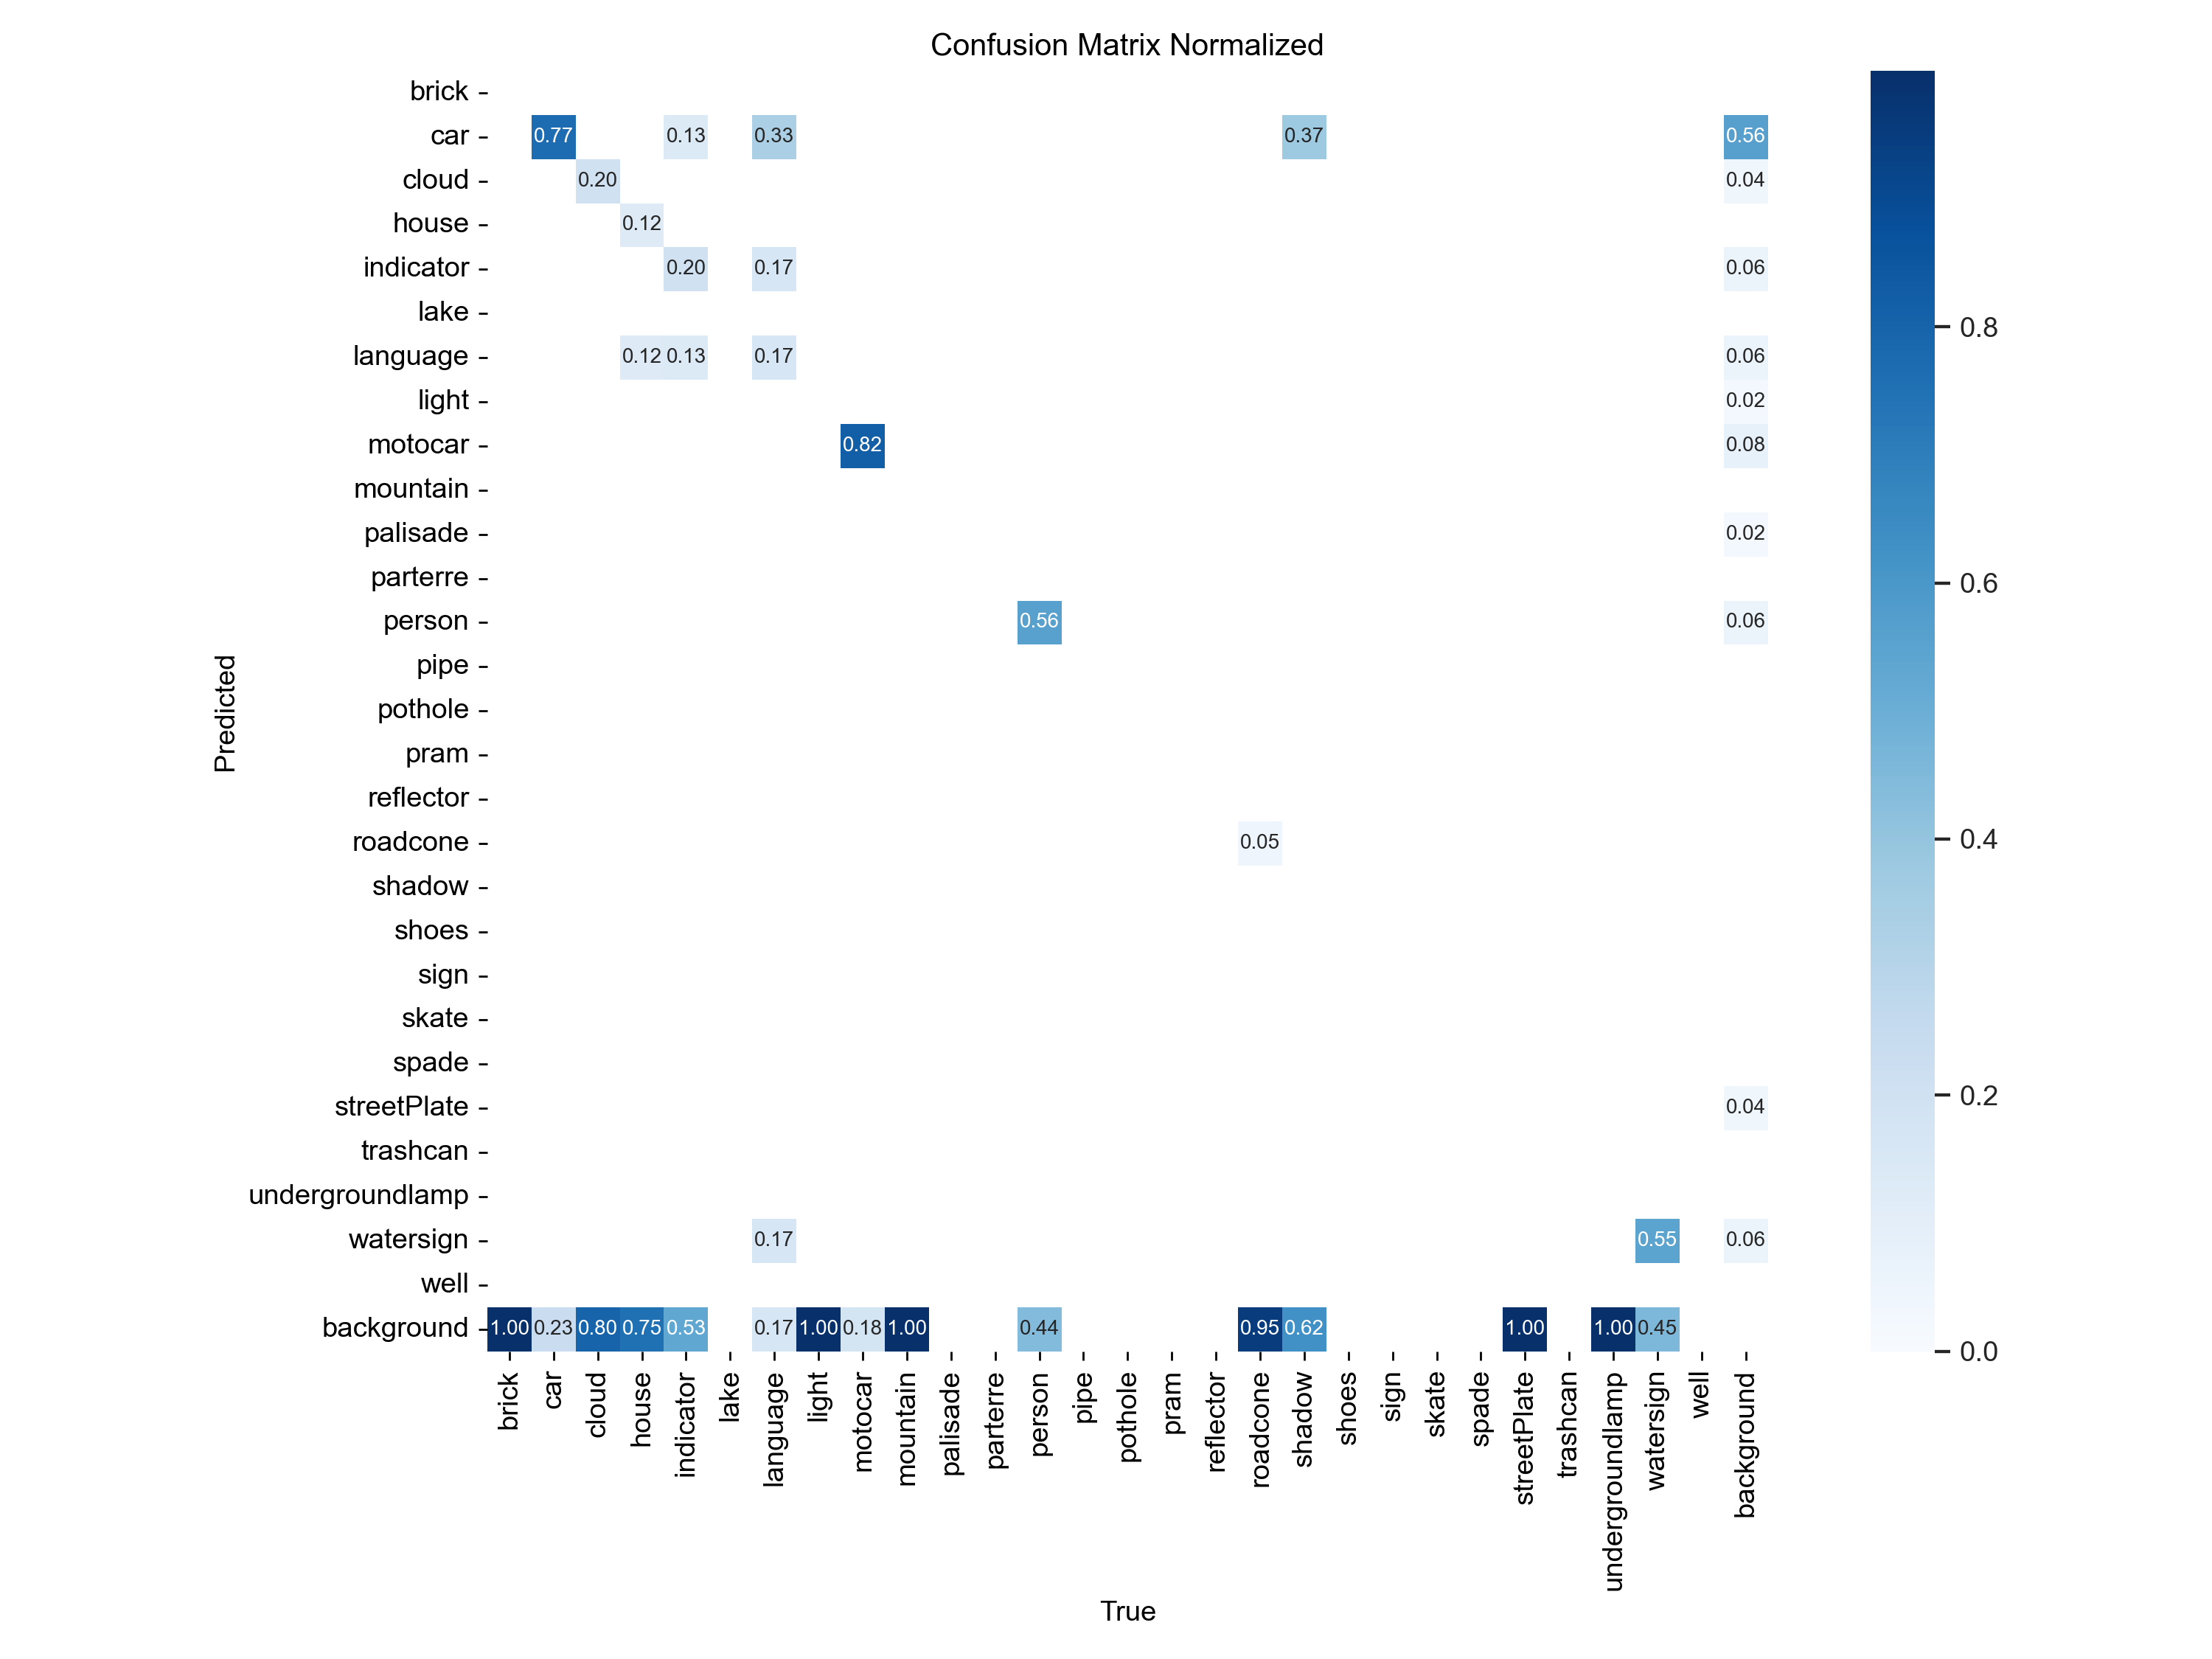 Confusion Matrix Normalized
brick
car 0.77 0.13 0.33 0.37 0.56
cloud 0.20 0.04
house 0.12
indicator 0.20 0.17 0.06
lake
language 0.12 0.13 0.17 0.06
light 0.02
motocar 0.82 0.08
mountain
palisade 0.02
parterre
person 0.56 0.06
pipe
pothole
pram
reflector
roadcone 0.05
shadow
shoes
sign
skate
spade
streetPlate 0.04
trashcan
undergroundlamp
watersign 0.17 0.55 0.06
well
background 1.00 0.23 0.80 0.75 0.53 0.17 1.00 0.18 1.00 0.44 0.95 0.62 1.00 1.00 0.45
Predicted
brick car cloud house indicator lake language light motocar mountain palisade parterre person pipe pothole pram reflector roadcone shadow shoes sign skate spade streetPlate trashcan undergroundlamp watersign well background
True
0.8
0.6
0.4
0.2
0.0